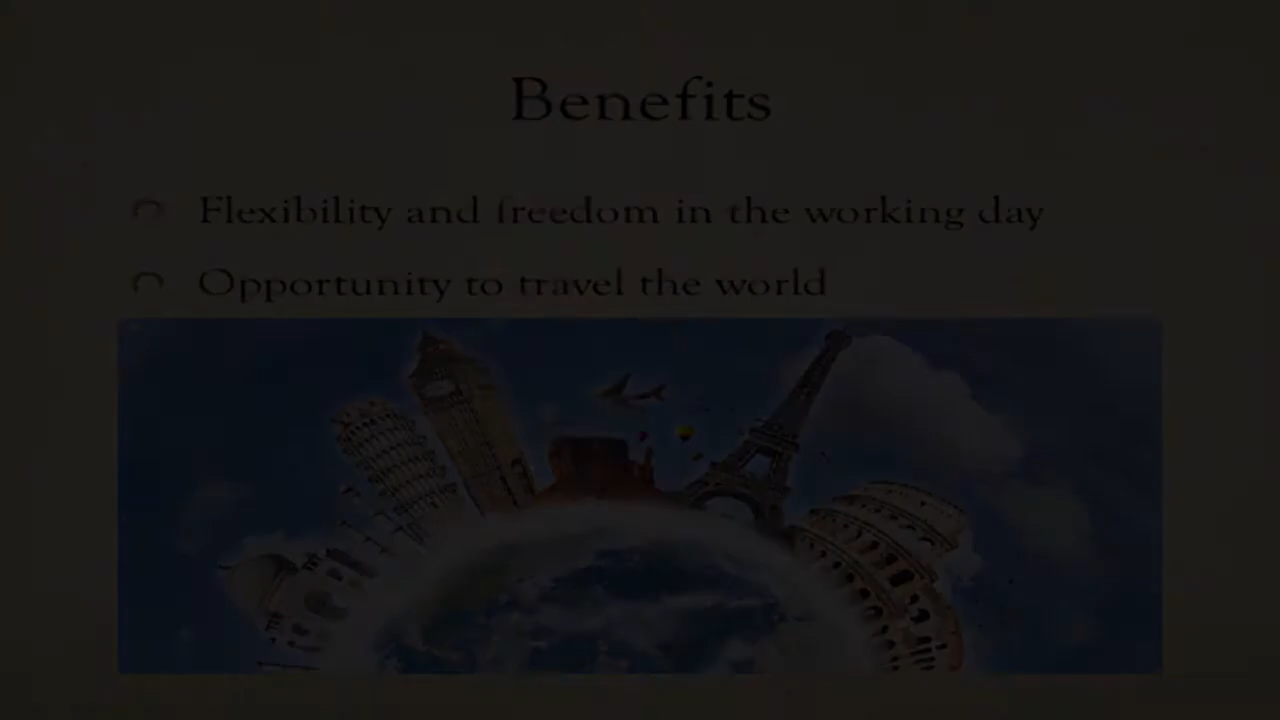 Benefits
Flexibility and freedom in the working day
Opportunity to travel the world